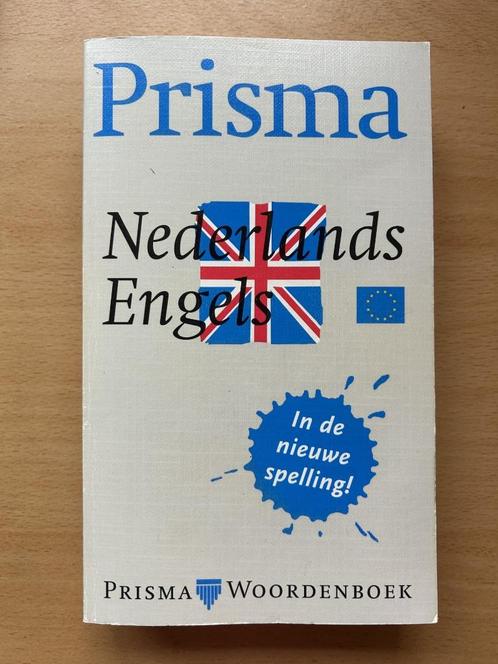 Prisma
Nederlands
Engels
In de
nieuwe
spelling!
PRISMA WOORDENBOEK